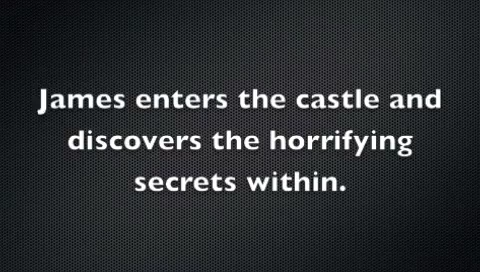 James enters the castle and
discovers the horrifying
secrets within.